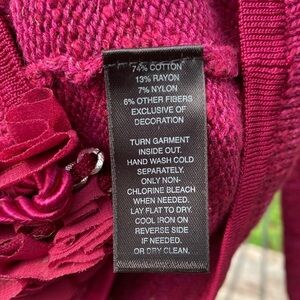 74% COTTON
13% RAYON
7% NYLON
6% OTHER FIBERS
EXCLUSIVE OF
DECORATION
TURN GARMENT
INSIDE OUT.
HAND WASH COLD
SEPARATELY.
ONLY NON-
CHLORINE BLEACH
WHEN NEEDED.
LAY FLAT TO DRY.
COOL IRON ON
REVERSE SIDE
IF NEEDED.
OR DRY CLEAN.